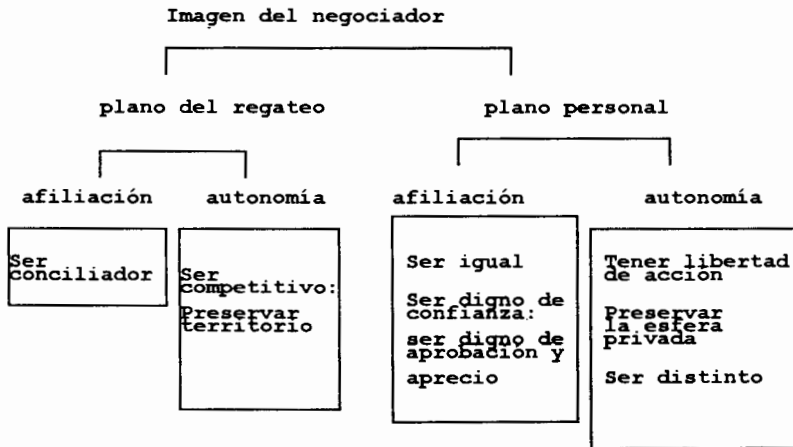 Imagen del negociador
plano del regateo
plano personal
afiliación
autonomía
afiliación
autonomía
Ser
conciliador
Ser
competitivo:
Preservar
territorio
Ser igual
Ser digno de
confianza:
ser digno de
aprobación y
aprecio
Tener libertad
de acción
Preservar
la esfera
privada
Ser distinto